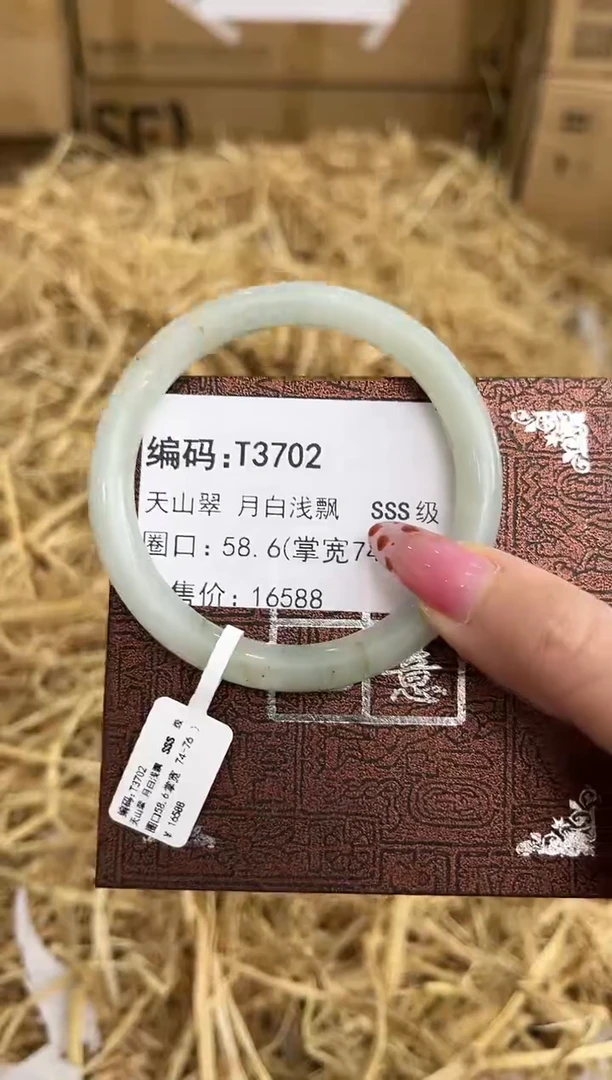 SF
编码:T3702
天山翠 月白浅飘 SSS级
圈口:58.6(掌宽74
售价:16588
编码:T3702
天山翠 月白浅飘 SSS 级
圈口58.6掌宽 74-76 )
¥ 16588